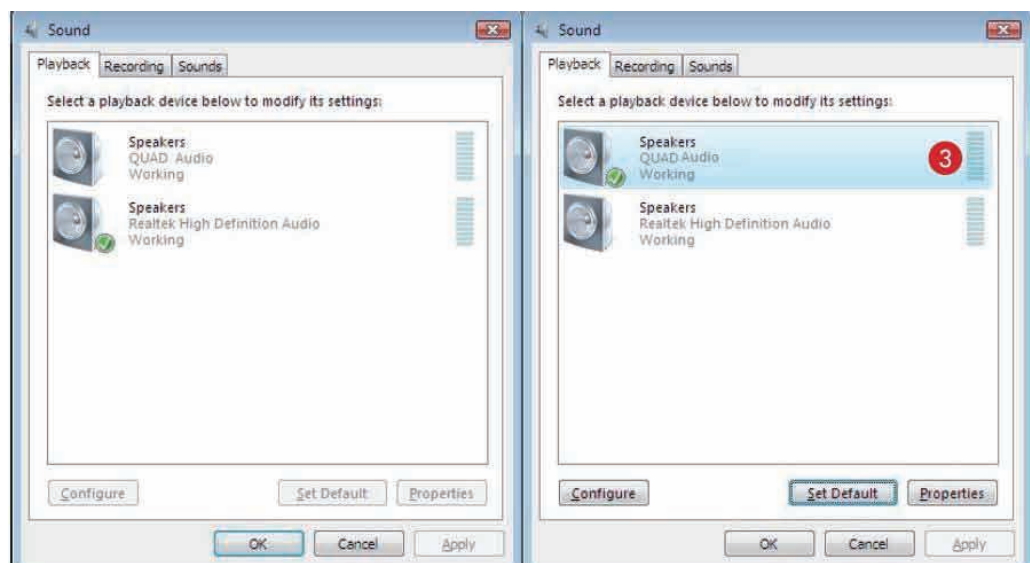 Sound
Playback Recording Sounds
Select a playback device below to modify its settings:
Speakers
QUAD Audio
Working
Speakers
Realtek High Definition Audio
Working
Configure Set Default Properties
OK Cancel Apply
Sound
Playback Recording Sounds
Select a playback device below to modify its settings:
Speakers
QUAD Audio
Working
3
Speakers
Realtek High Definition Audio
Working
Configure Set Default Properties
OK Cancel Apply